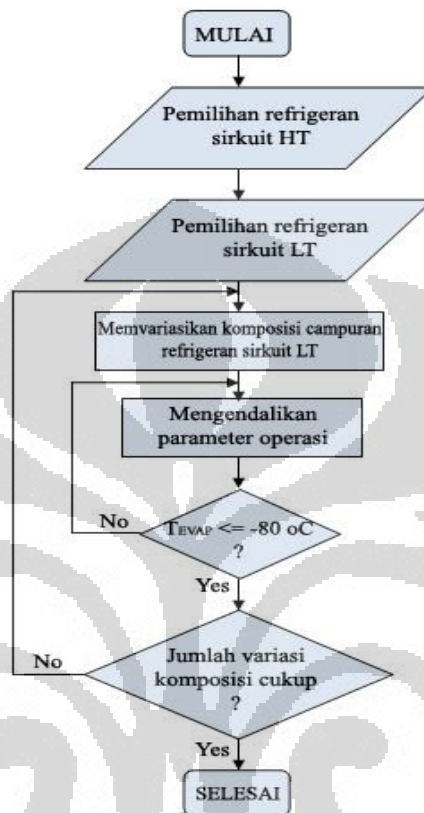 MULAI
Pemilihan refrigeran
sirkuit HT
Pemilihan refrigeran
sirkuit LT
Memvariasikan komposisi campuran
refrigeran sirkuit LT
Mengendalikan
parameter operasi
No
TEVAP <= -80 oC
?
Yes
No
Jumlah variasi
komposisi cukup
?
Yes
SELESAI